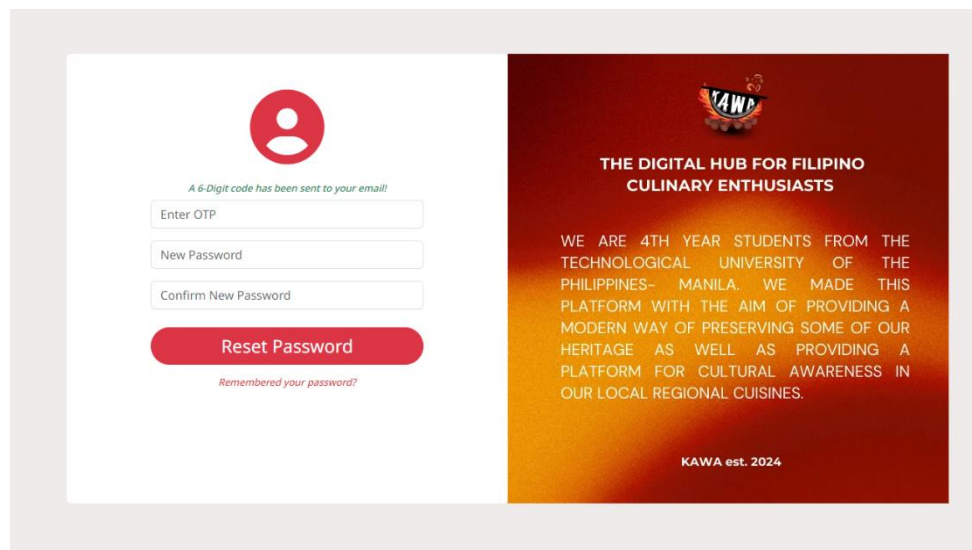 A 6-Digit code has been sent to your email!
Enter OTP
New Password
Confirm New Password
Reset Password
Remembered your password?
KAWA
THE DIGITAL HUB FOR FILIPINO
CULINARY ENTHUSIASTS
WE ARE 4TH YEAR STUDENTS FROM THE
TECHNOLOGICAL UNIVERSITY OF THE
PHILIPPINES– MANILA. WE MADE THIS
PLATFORM WITH THE AIM OF PROVIDING A
MODERN WAY OF PRESERVING SOME OF OUR
HERITAGE AS WELL AS PROVIDING A
PLATFORM FOR CULTURAL AWARENESS IN
OUR LOCAL REGIONAL CUISINES.
KAWA est. 2024